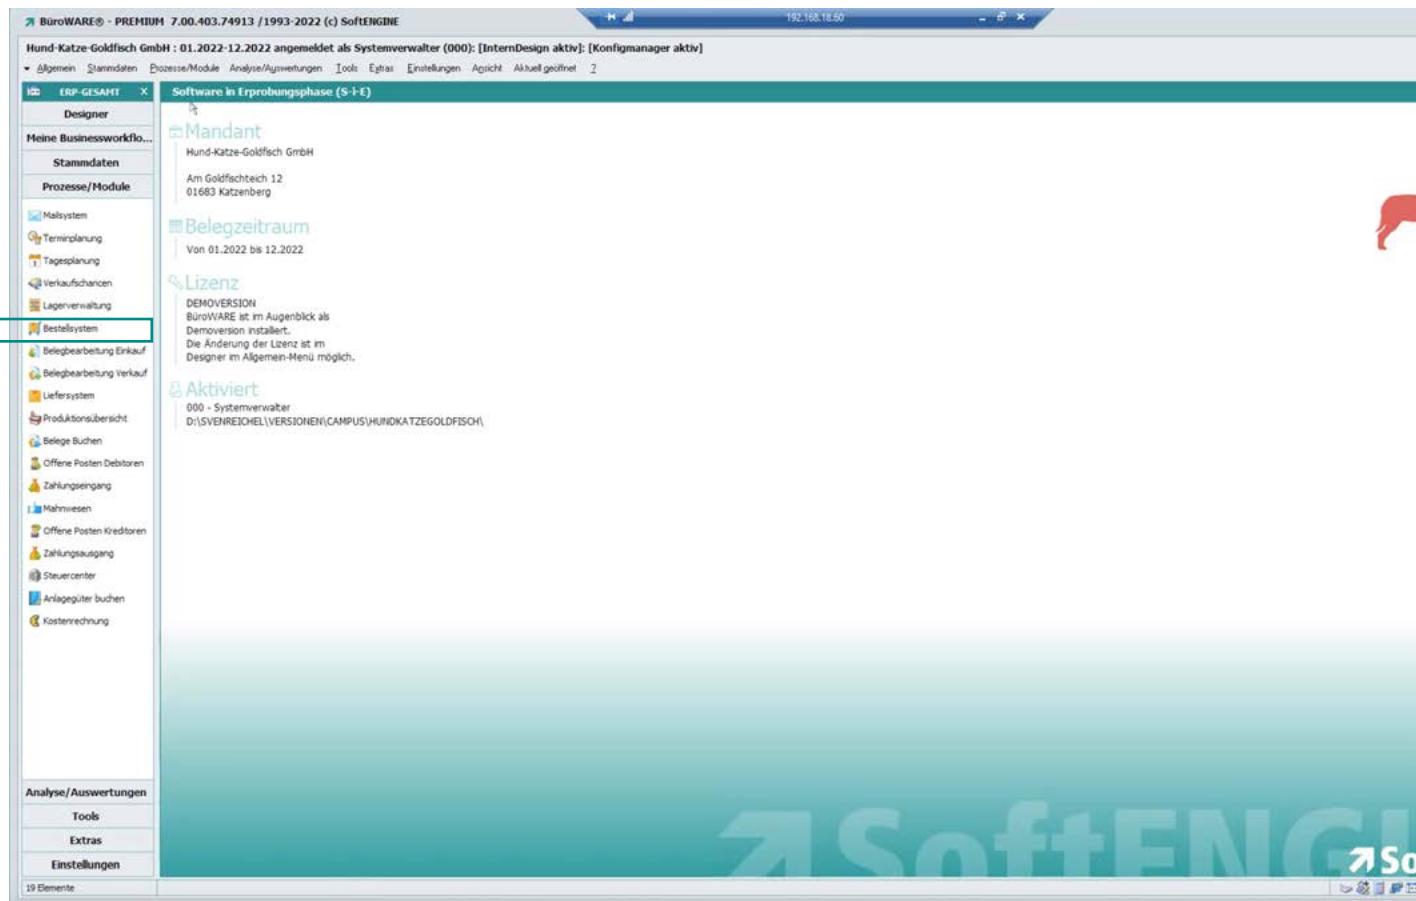 BüroWARE® - PREMIUM 7.00.403.74913 /1993-2022 (c) SoftENGINE
192.168.18.60
Hund-Katze-Goldfisch GmbH : 01.2022-12.2022 angemeldet als Systemverwalter (000): [InternDesign aktiv]: [Konfigmanager aktiv]
Allgemein Stammdaten Prozesse/Module Analyse/Auswertungen Tools Extras Einstellungen Ansicht Aktuell geöffnet ?
ERP-GESAMT X
Software in Erprobungsphase (S-i-E)
Designer
Meine Businessworkflo...
Stammdaten
Prozesse/Module
Mailsystem
Terminplanung
Tagesplanung
Verkaufschancen
Lagerverwaltung
Bestellsystem
Belegbearbeitung Einkauf
Belegbearbeitung Verkauf
Liefersystem
Produktionsübersicht
Belege Buchen
Offene Posten Debitoren
Zahlungseingang
Mahnwesen
Offene Posten Kreditoren
Zahlungsausgang
Steuercenter
Anlagegüter buchen
Kostenrechnung
Analyse/Auswertungen
Tools
Extras
Einstellungen
19 Elemente
Mandant
Hund-Katze-Goldfisch GmbH
Am Goldfischteich 12
01683 Katzenberg
Belegzeitraum
Von 01.2022 bis 12.2022
Lizenz
DEMOVERSION
BüroWARE ist im Augenblick als
Demoversion installiert.
Die Änderung der Lizenz ist im
Designer im Allgemein-Menü möglich.
Aktiviert
000 - Systemverwalter
D:\SVENREICHEL\VERSIONEN\CAMPUS\HUNDKATZEGOLDFISCH\
SoftENGI
So